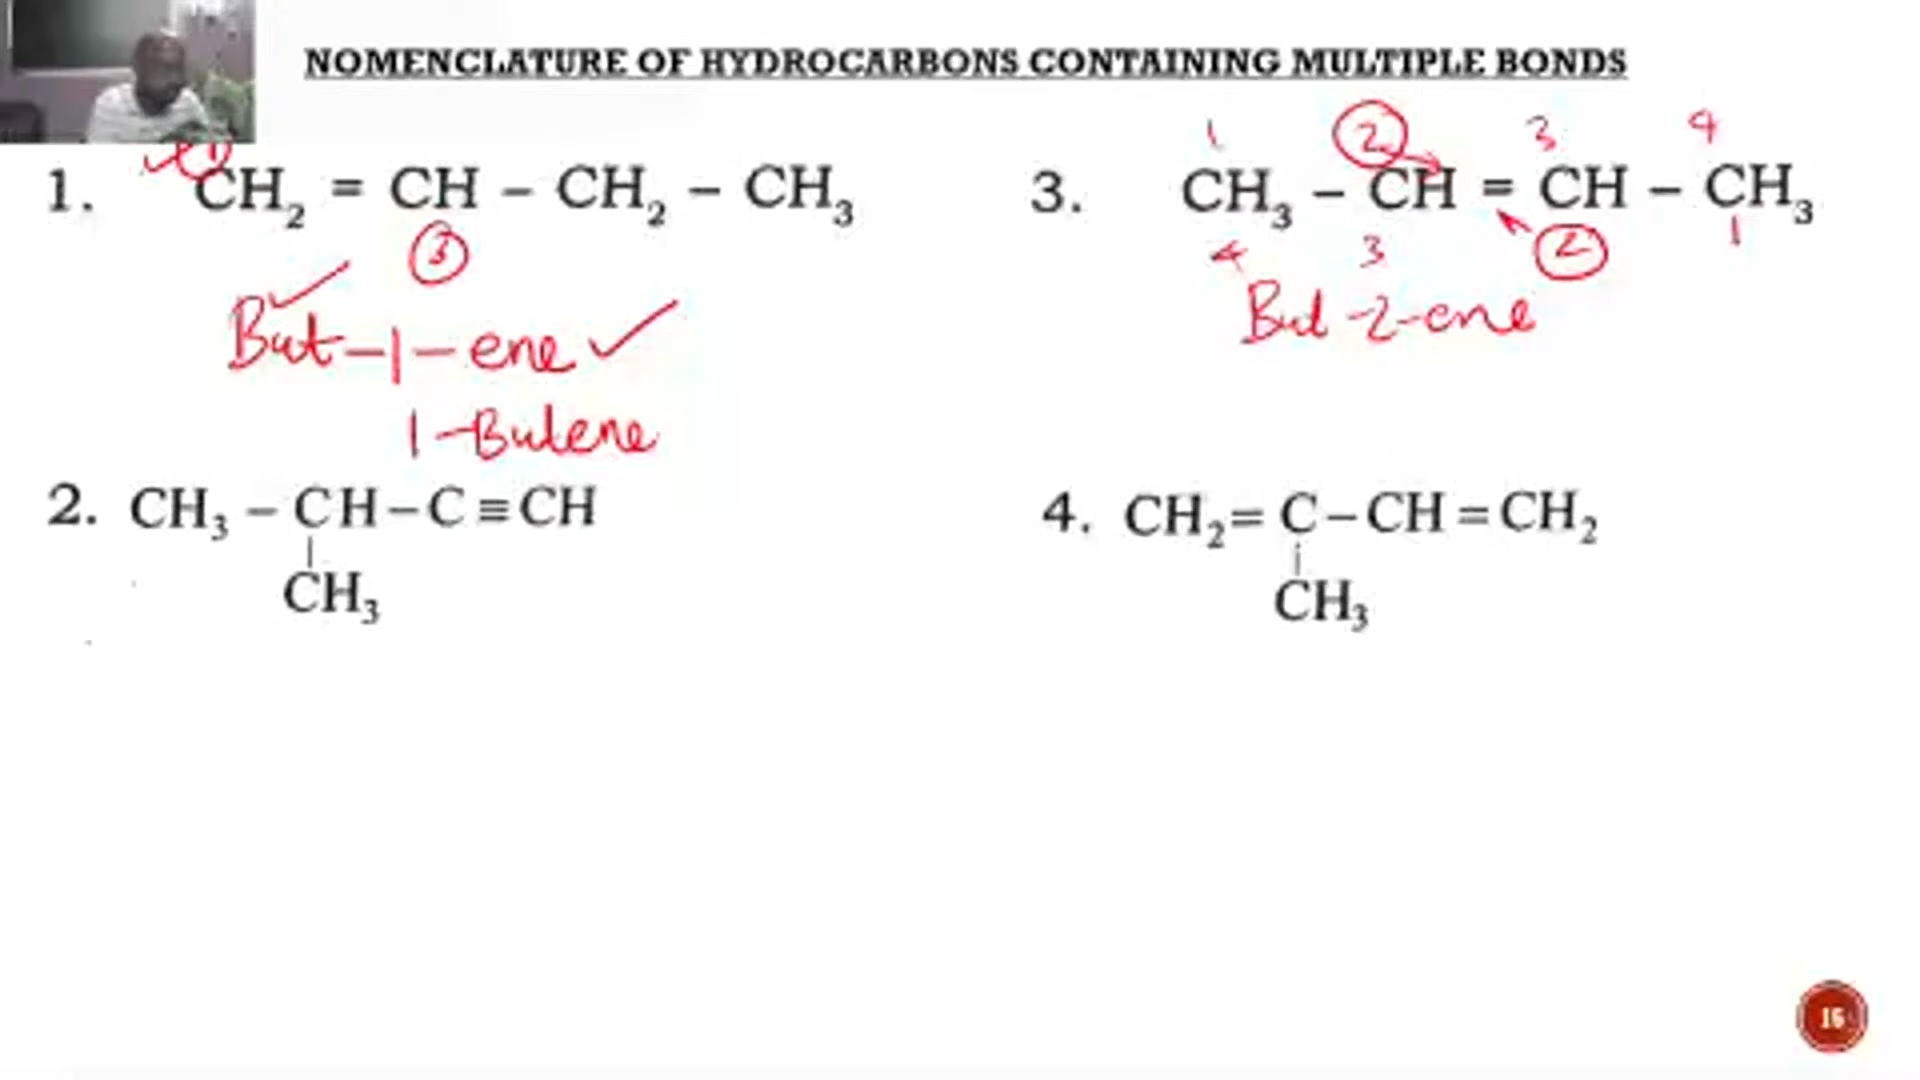 NOMENCLATURE OF HYDROCARBONS CONTAINING MULTIPLE BONDS
1
1. CH₂ = CH – CH₂ – CH₃
3
But-1-ene
1-Butene
1 2 3 4
3. CH₃ – CH = CH – CH₃
4 3 2 1
But-2-ene
2. CH₃ – CH – C ≡ CH
|
CH₃
4. CH₂ = C – CH = CH₂
|
CH₃
16